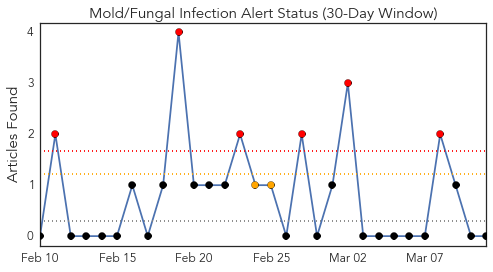 Mold/Fungal Infection Alert Status (30-Day Window)
Articles Found
4
3
2
1
0
Feb 10
Feb 15
Feb 20
Feb 25
Mar 02
Mar 07